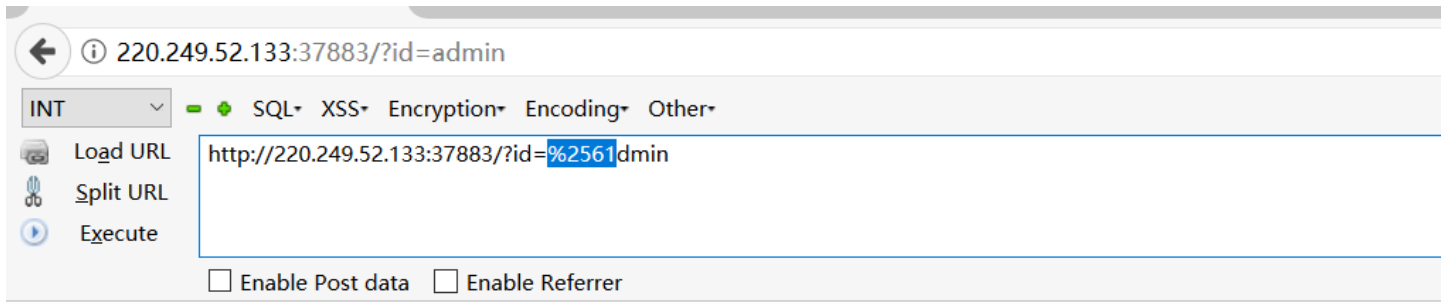 220.249.52.133:37883/?id=admin
INT SQL XSS Encryption Encoding Other
Load URL http://220.249.52.133:37883/?id=%2561dmin
Split URL
Execute
Enable Post data Enable Referrer